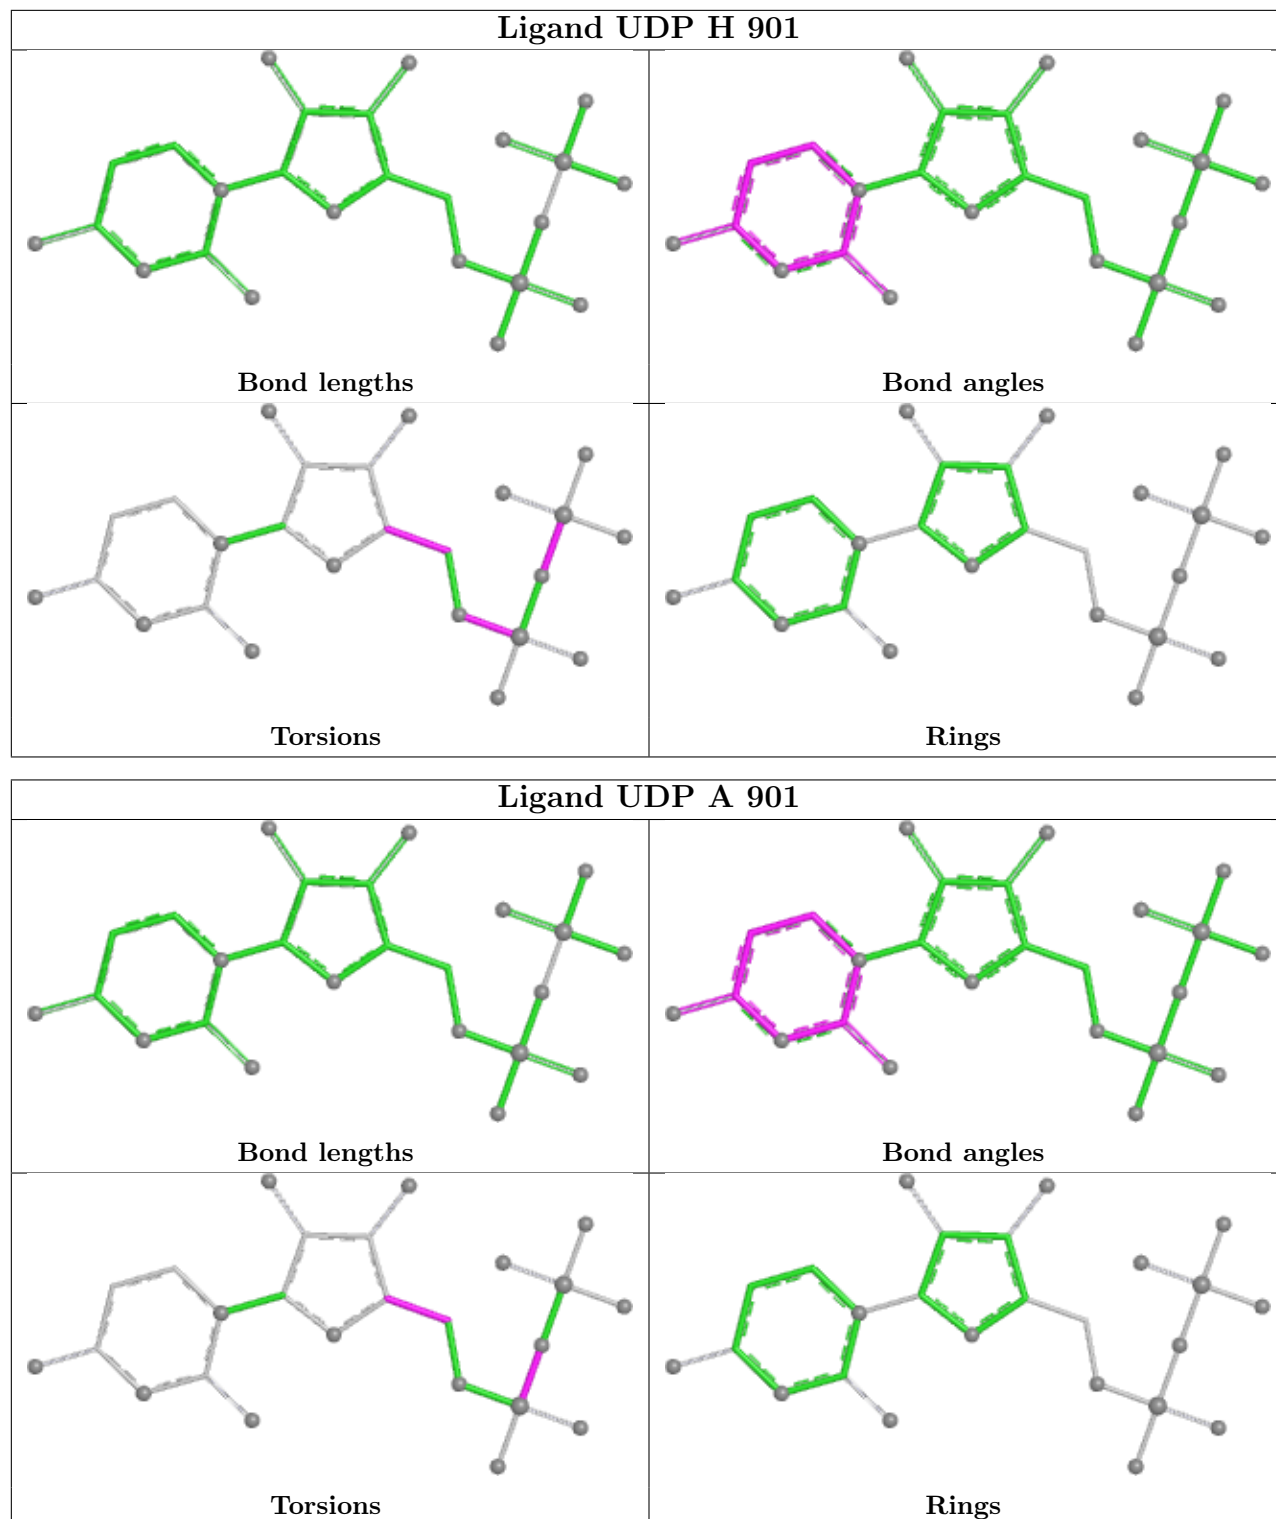 Ligand UDP H 901
Bond lengths
Bond angles
Torsions
Rings
Ligand UDP A 901
Bond lengths
Bond angles
Torsions
Rings